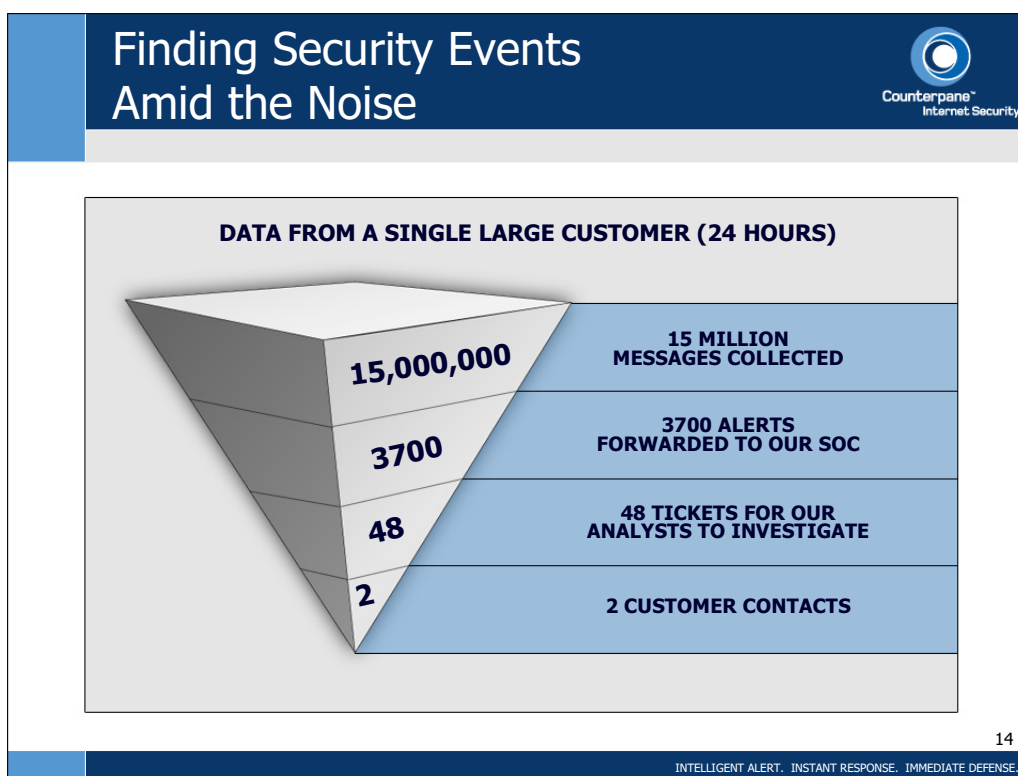 Finding Security Events
Amid the Noise
Counterpane™
Internet Security
DATA FROM A SINGLE LARGE CUSTOMER (24 HOURS)
15,000,000
15 MILLION
MESSAGES COLLECTED
3700
3700 ALERTS
FORWARDED TO OUR SOC
48
48 TICKETS FOR OUR
ANALYSTS TO INVESTIGATE
2
2 CUSTOMER CONTACTS
14
INTELLIGENT ALERT. INSTANT RESPONSE. IMMEDIATE DEFENSE.